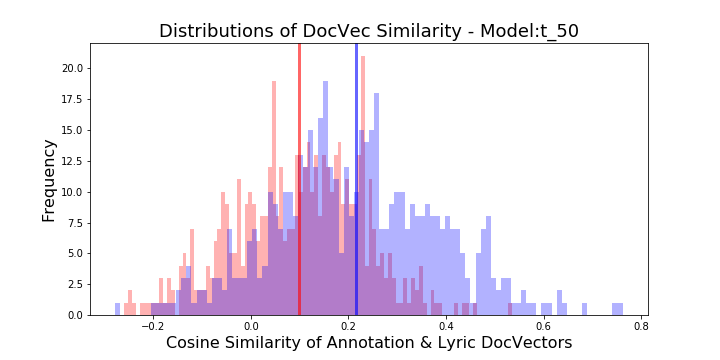 Distributions of DocVec Similarity - Model:t_50
Frequency
20.0
17.5
15.0
12.5
10.0
7.5
5.0
2.5
0.0
−0.2 0.0 0.2 0.4 0.6 0.8
Cosine Similarity of Annotation & Lyric DocVectors